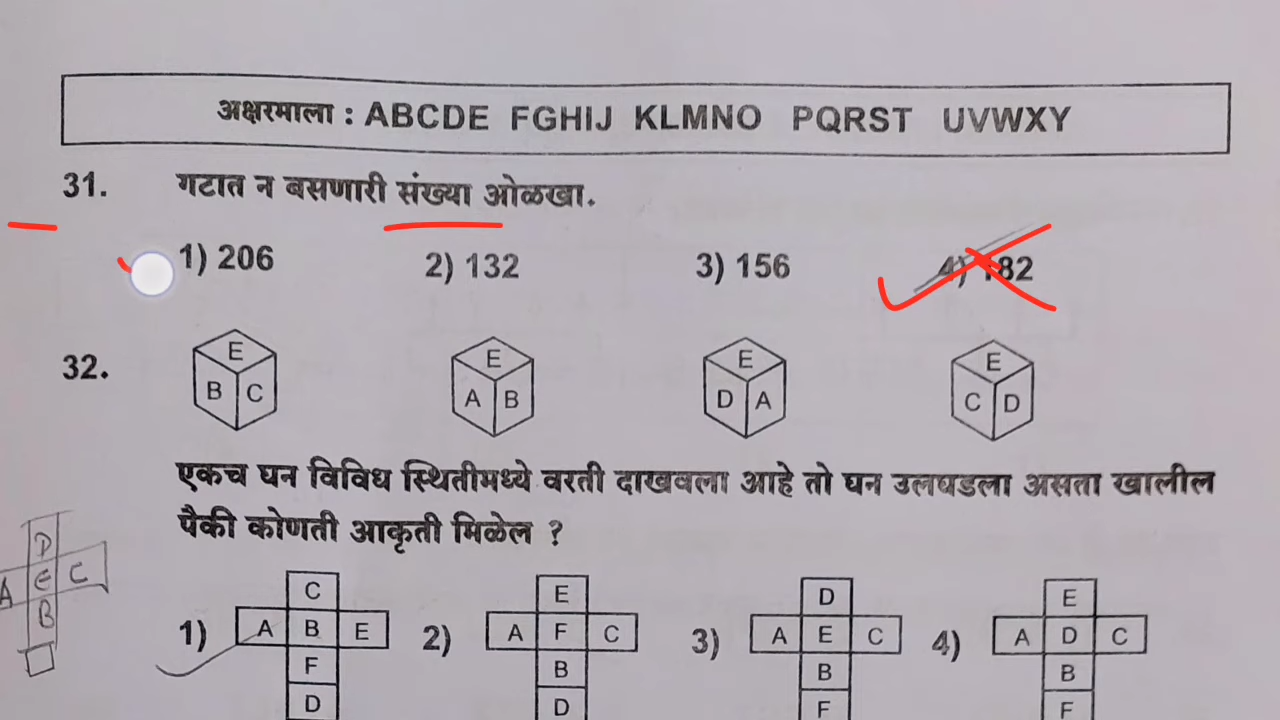 अक्षरमाला : ABCDE FGHIJ KLMNO PQRST UVWXY
31. गटात न बसणारी संख्या ओळखा.
1) 206 2) 132 3) 156 4) 182
32. E B C E A B E D A E C D
एकच घन विविध स्थितीमध्ये वरती दाखवला आहे तो घन उलघडला असता खालील
पैकी कोणती आकृती मिळेल ?
D
A E C
B
C E D E
1) A B E 2) A F C 3) A E C 4) A D C
F B B B
D D F F